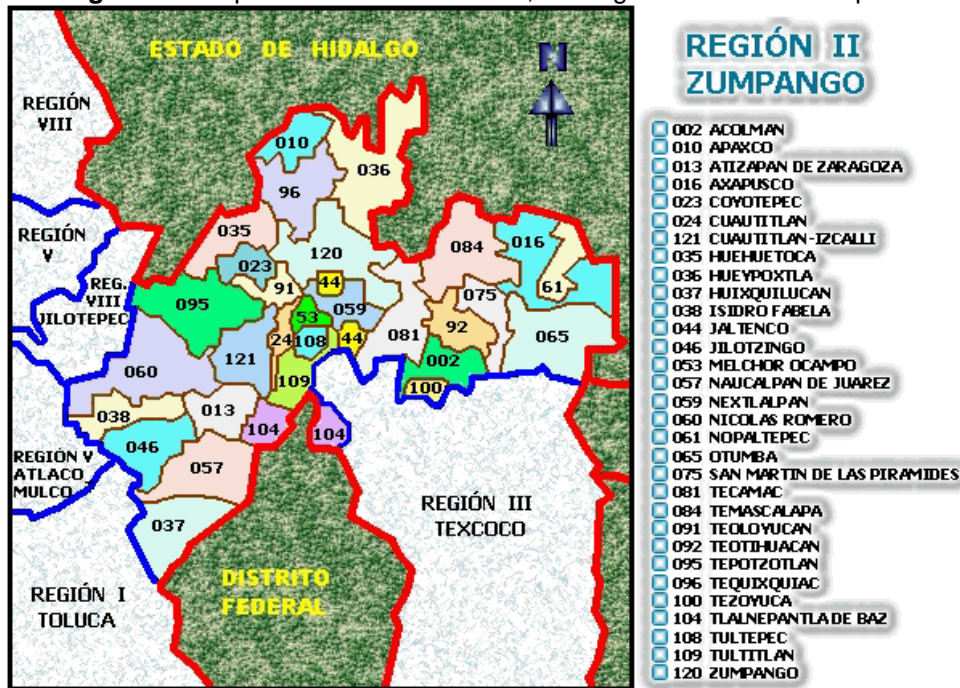 ESTADO DE HIDALGO
N
REGIÓN
VIII
REGIÓN
V
REG.
VIII
JILOTEPEC
REGIÓN V
ATLACO
MULCO
REGIÓN I
TOLUCA
DISTRITO
FEDERAL
REGIÓN III
TEXCOCO
010
036
96
035
120
023
91
44
095
53
059
24
108
44
121
060
109
038
013
104
104
046
057
037
084
016
61
075
92
081
065
002
100
REGIÓN II
ZUMPANGO
002 ACOLMAN
010 APAXCO
013 ATIZAPAN DE ZARAGOZA
016 AXAPUSCO
023 COYOTEPEC
024 CUAUTITLAN
121 CUAUTITLAN-IZCALLI
035 HUEHUETOCA
036 HUEYPOXTLA
037 HUIXQUILUCAN
038 ISIDRO FABELA
044 JALTENCO
046 JILOTZINGO
053 MELCHOR OCAMPO
057 NAUCALPAN DE JUAREZ
059 NEXTLALPAN
060 NICOLAS ROMERO
061 NOPALTEPEC
065 OTUMBA
075 SAN MARTIN DE LAS PIRAMIDES
081 TECAMAC
084 TEMASCALAPA
091 TEOLOYUCAN
092 TEOTIHUACAN
095 TEPOTZOTLAN
096 TEQUIXQUIAC
100 TEZOYUCA
104 TLALNEPANTLA DE BAZ
108 TULTEPEC
109 TULTITLAN
120 ZUMPANGO